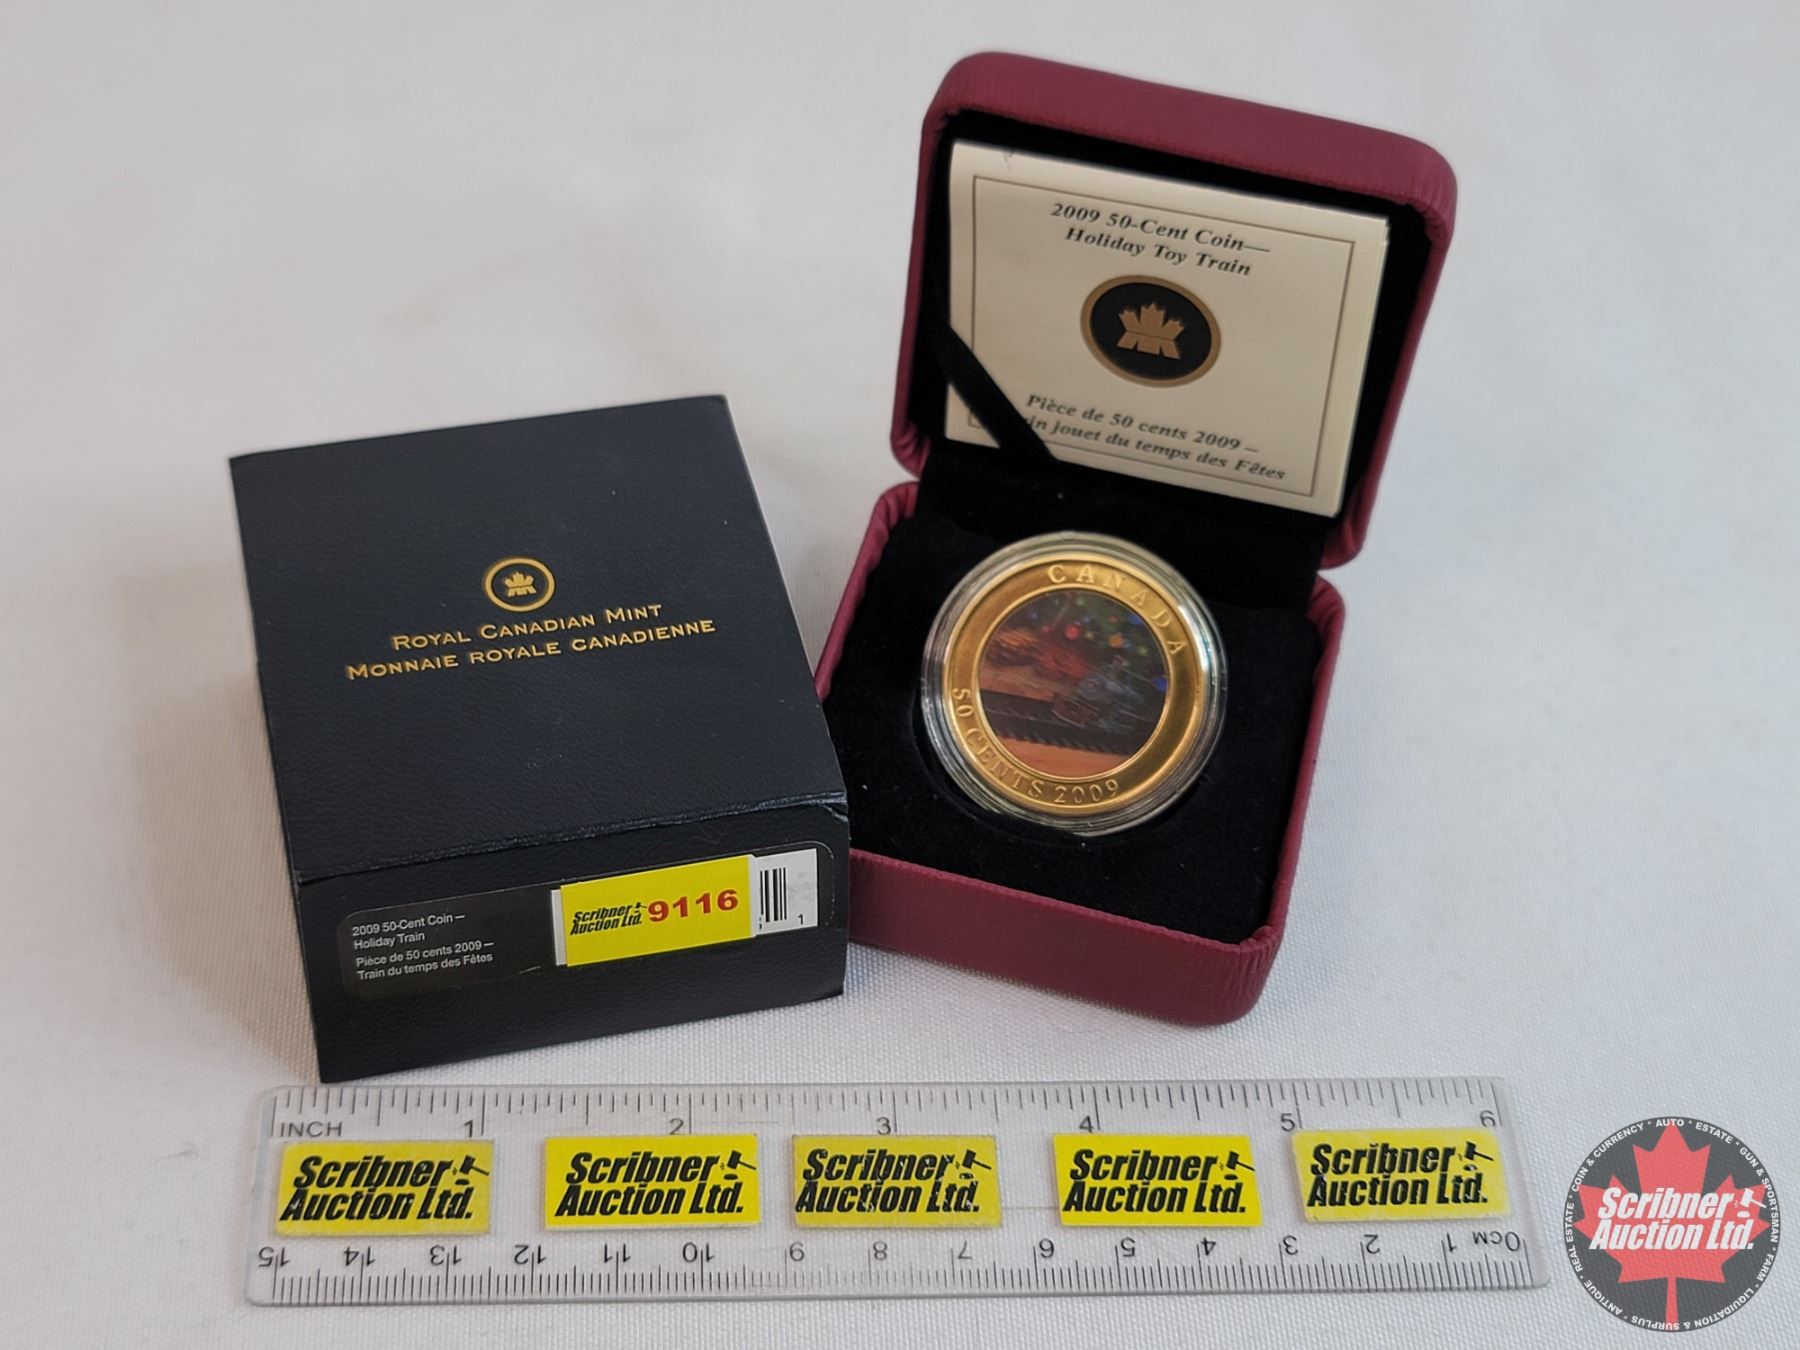 2009 50-Cent Coin—
Holiday Toy Train
Pièce de 50 cents 2009 –
jouet du temps des Fêtes
CANADA
50 CENTS 2009
ROYAL CANADIAN MINT
MONNAIE ROYALE CANADIENNE
2009 50-Cent Coin —
Holiday Train
Pièce de 50 cents 2009 —
Train du temps des Fêtes
Scribner
Auction Ltd.
9116
1
INCH 1 2 3 4 5 6
Scribner
Auction Ltd.
Scribner
Auction Ltd.
Scribner
Auction Ltd.
Scribner
Auction Ltd.
Scribner
Auction Ltd.
15 14 13 12 11 10 9 8 7 6 5 4 3 2 1 0CM
COIN & CURRENCY * AUTO * ESTATE * GUN & SPORTSMAN * FARM * LIQUIDATION & SURPLUS * ANTIQUE * REAL ESTATE *
Scribner
Auction Ltd.